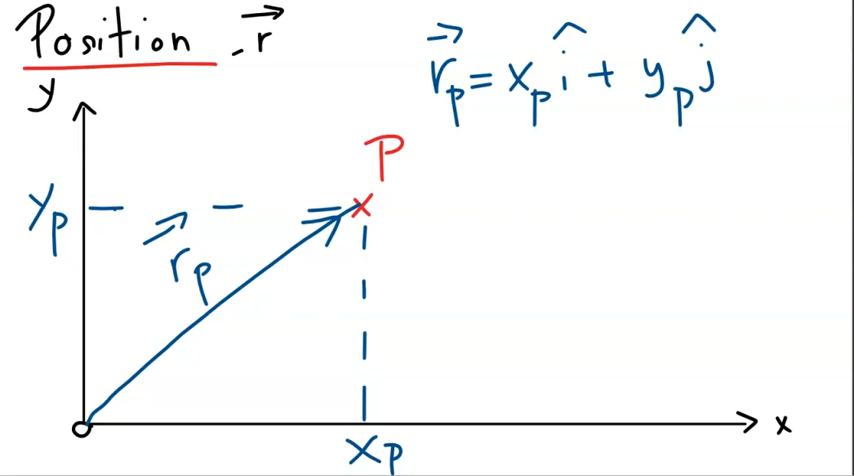 Position - r⃗
r⃗ₚ = xₚ î + yₚ ĵ
y
P
yₚ
r⃗ₚ
x
xₚ